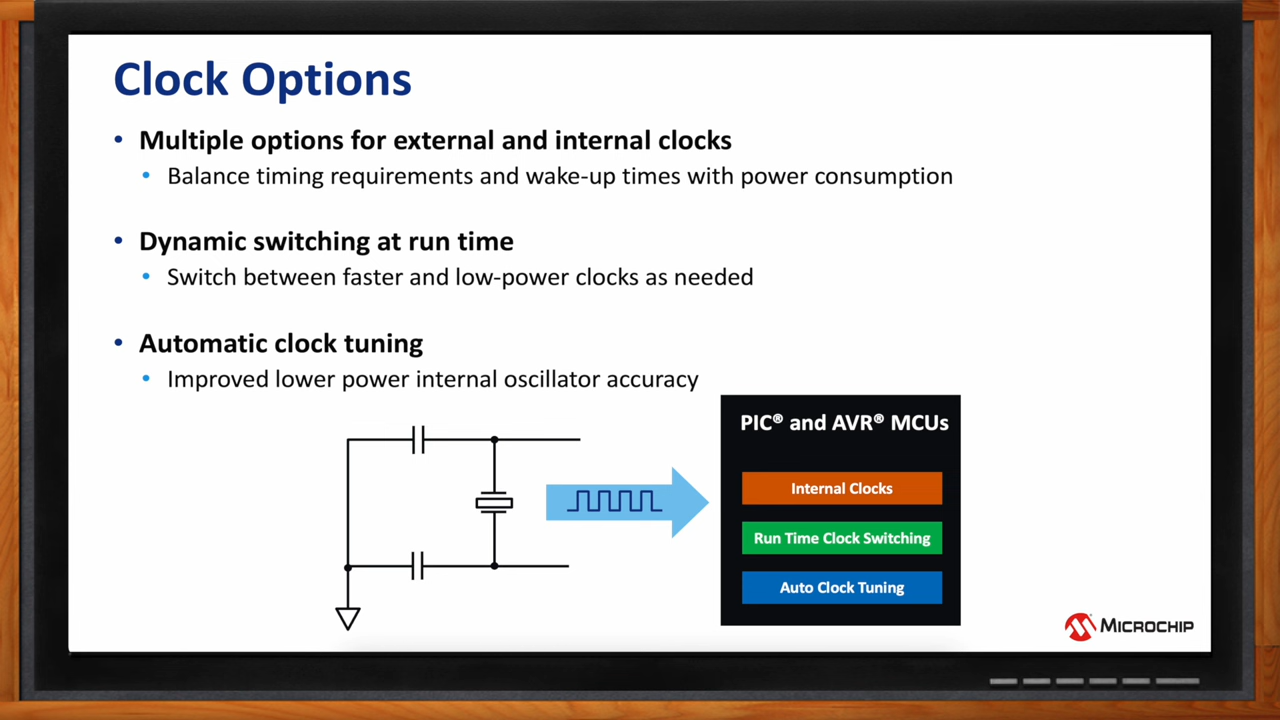 Clock Options
• Multiple options for external and internal clocks
• Balance timing requirements and wake-up times with power consumption
• Dynamic switching at run time
• Switch between faster and low-power clocks as needed
• Automatic clock tuning
• Improved lower power internal oscillator accuracy
PIC® and AVR® MCUs
Internal Clocks
Run Time Clock Switching
Auto Clock Tuning
MICROCHIP